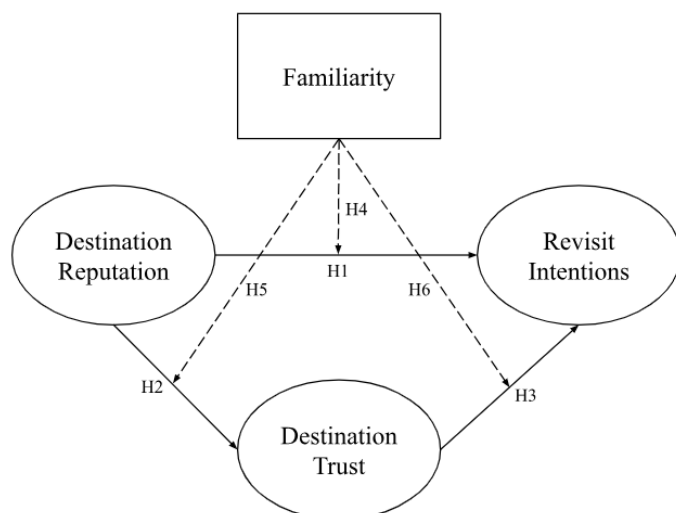 Familiarity
H4
Destination
Reputation
Revisit
Intentions
H1
H5
H6
H2
H3
Destination
Trust